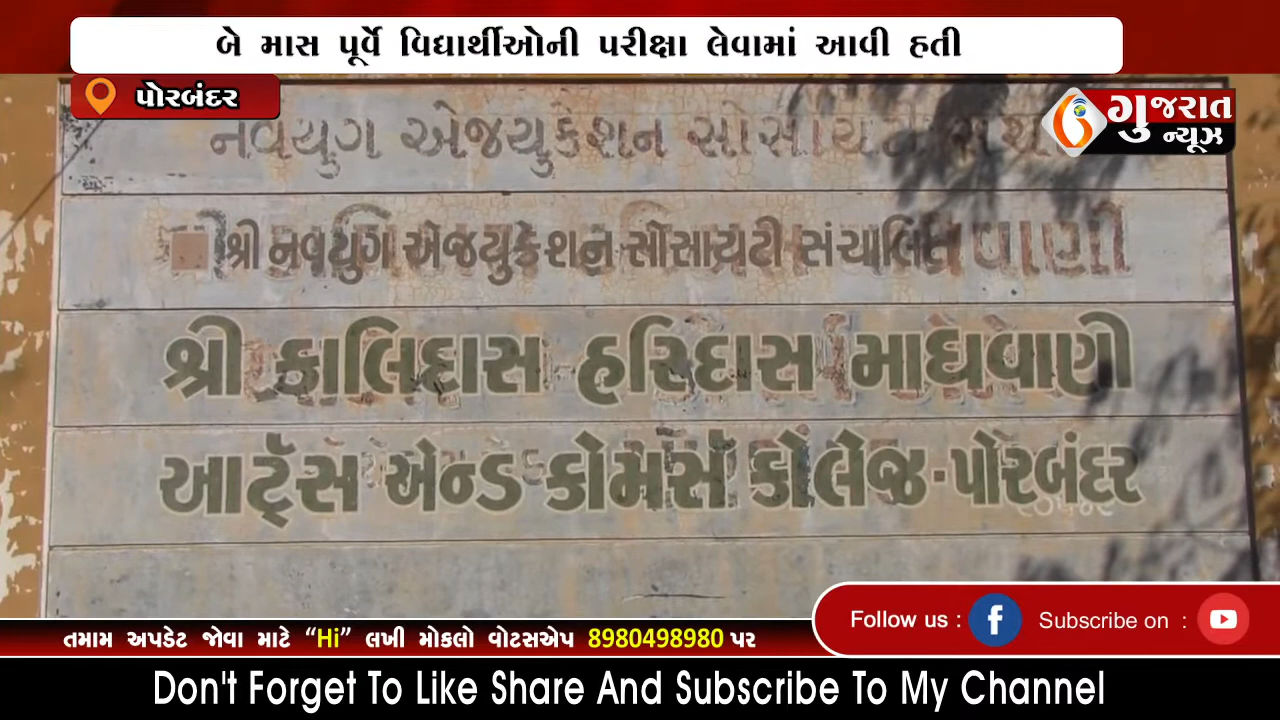 બે માસ પૂર્વે વિદ્યાર્થીઓની પરીક્ષા લેવામાં આવી હતી
પોરબંદર
ગુજરાત
ન્યૂઝ
નવયુગ એજયુકેશન સોસાયટી
શ્રી નવયુગ એજયુકેશન સોસાયટી સંચાલિત
શ્રી કાલિદાસ હરિદાસ માધવાણી
આર્ટ્સ એન્ડ કોમર્સ કોલેજ · પોરબંદર
Follow us :
Subscribe on :
તમામ અપડેટ જોવા માટે “Hi” લખી મોકલો વોટસએપ 8980498980 પર
Don't Forget To Like Share And Subscribe To My Channel